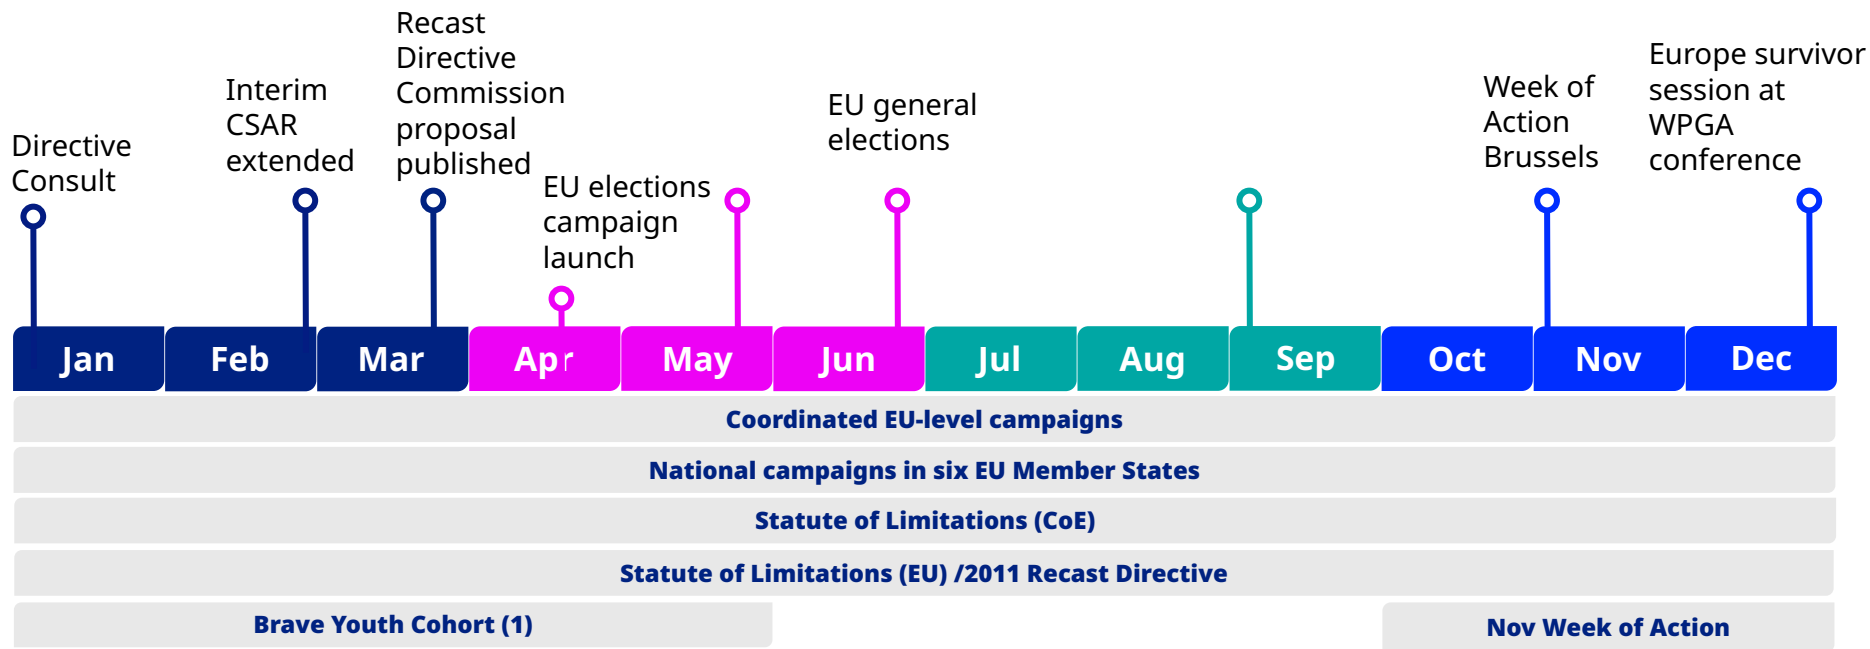 Directive
Consult
Interim
CSAR
extended
Recast
Directive
Commission
proposal
published
EU elections
campaign
launch
EU general
elections
Week of
Action
Brussels
Europe survivor
session at
WPGA
conference
Jan Feb Mar Apr May Jun Jul Aug Sep Oct Nov Dec
Coordinated EU-level campaigns
National campaigns in six EU Member States
Statute of Limitations (CoE)
Statute of Limitations (EU) /2011 Recast Directive
Brave Youth Cohort (1)
Nov Week of Action